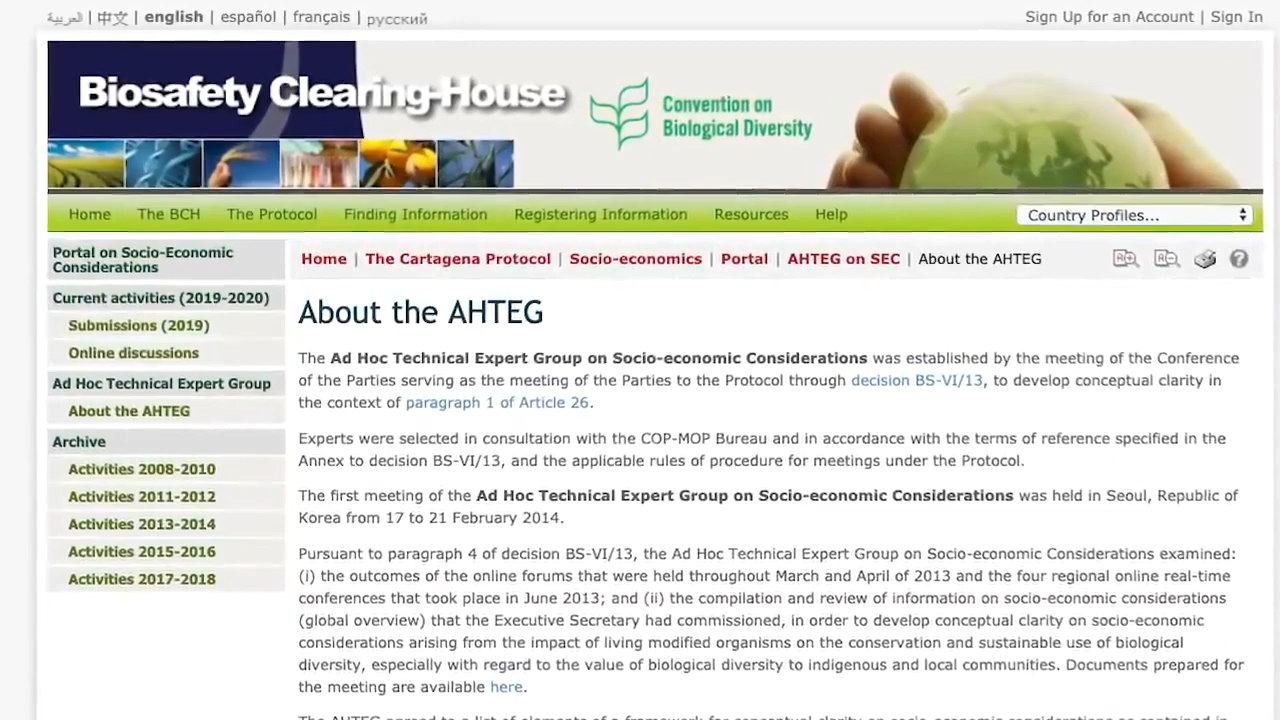 العربية | 中文 | english | español | français | русский
Sign Up for an Account | Sign In
Biosafety Clearing-House
Convention on
Biological Diversity
Home The BCH The Protocol Finding Information Registering Information Resources Help
Country Profiles...
Portal on Socio-Economic
Considerations
Current activities (2019-2020)
Submissions (2019)
Online discussions
Ad Hoc Technical Expert Group
About the AHTEG
Archive
Activities 2008-2010
Activities 2011-2012
Activities 2013-2014
Activities 2015-2016
Activities 2017-2018
Home | The Cartagena Protocol | Socio-economics | Portal | AHTEG on SEC | About the AHTEG
About the AHTEG
The Ad Hoc Technical Expert Group on Socio-economic Considerations was established by the meeting of the Conference
of the Parties serving as the meeting of the Parties to the Protocol through decision BS-VI/13, to develop conceptual clarity in
the context of paragraph 1 of Article 26.
Experts were selected in consultation with the COP-MOP Bureau and in accordance with the terms of reference specified in the
Annex to decision BS-VI/13, and the applicable rules of procedure for meetings under the Protocol.
The first meeting of the Ad Hoc Technical Expert Group on Socio-economic Considerations was held in Seoul, Republic of
Korea from 17 to 21 February 2014.
Pursuant to paragraph 4 of decision BS-VI/13, the Ad Hoc Technical Expert Group on Socio-economic Considerations examined:
(i) the outcomes of the online forums that were held throughout March and April of 2013 and the four regional online real-time
conferences that took place in June 2013; and (ii) the compilation and review of information on socio-economic considerations
(global overview) that the Executive Secretary had commissioned, in order to develop conceptual clarity on socio-economic
considerations arising from the impact of living modified organisms on the conservation and sustainable use of biological
diversity, especially with regard to the value of biological diversity to indigenous and local communities. Documents prepared for
the meeting are available here.